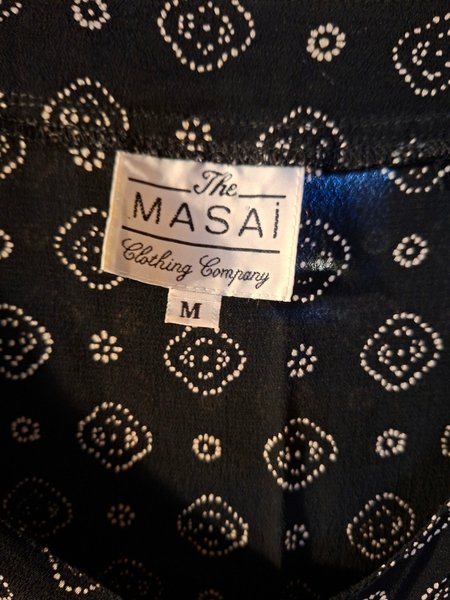 The
MASAi
Clothing Company
M